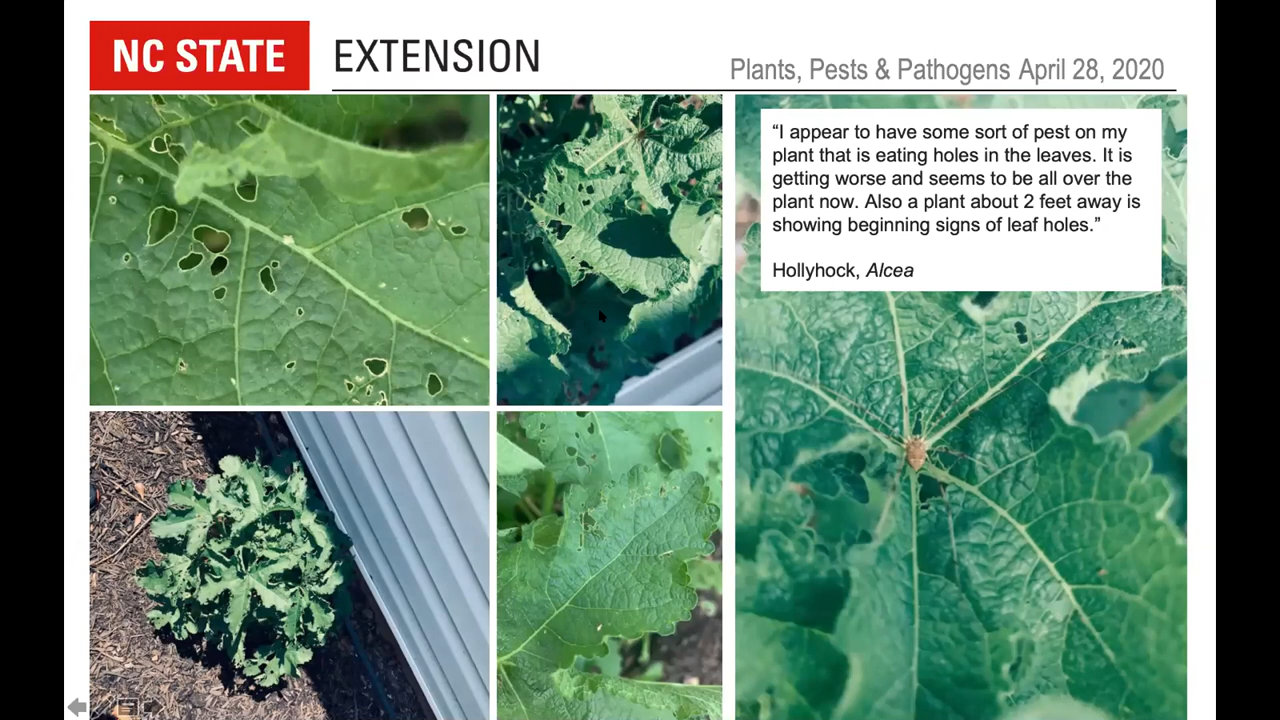 NC STATE EXTENSION
Plants, Pests & Pathogens April 28, 2020
“I appear to have some sort of pest on my
plant that is eating holes in the leaves. It is
getting worse and seems to be all over the
plant now. Also a plant about 2 feet away is
showing beginning signs of leaf holes.”
Hollyhock, Alcea